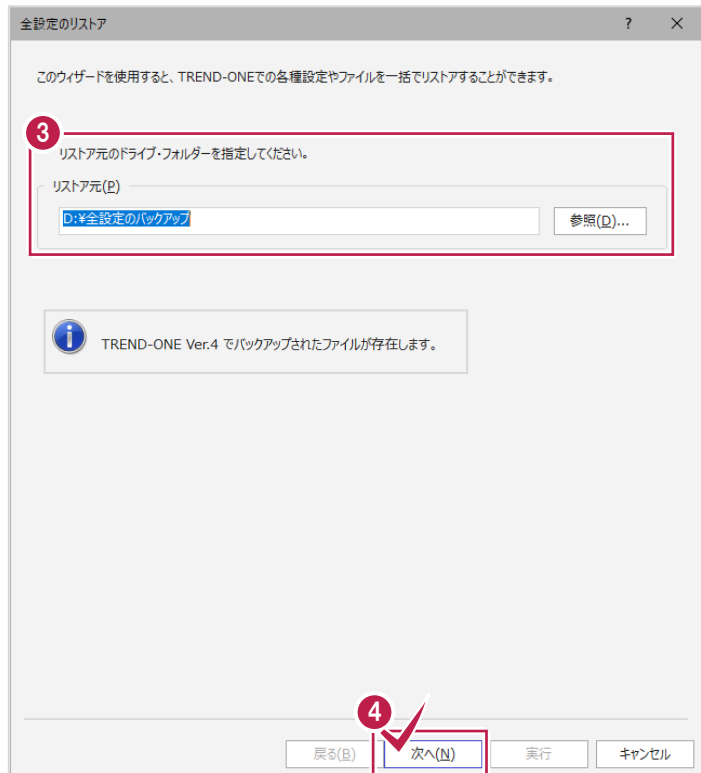 全設定のリストア
? ×
このウィザードを使用すると、TREND-ONEでの各種設定やファイルを一括でリストアすることができます。
3
リストア元のドライブ・フォルダーを指定してください。
リストア元(P)
D:¥全設定のバックアップ
参照(D)...
i
TREND-ONE Ver.4 でバックアップされたファイルが存在します。
4
戻る(B) 次へ(N) 実行 キャンセル